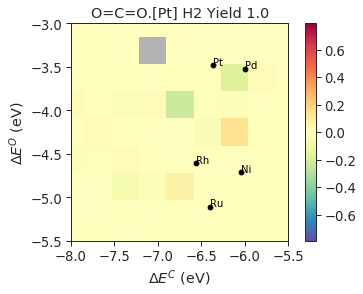 O=C=O.[Pt] H2 Yield 1.0
−3.0
−3.5
−4.0
−4.5
−5.0
−5.5
ΔE^O (eV)
Pt
Pd
Rh
Ni
Ru
−8.0 −7.5 −7.0 −6.5 −6.0 −5.5
ΔE^C (eV)
0.6
0.4
0.2
0.0
−0.2
−0.4
−0.6